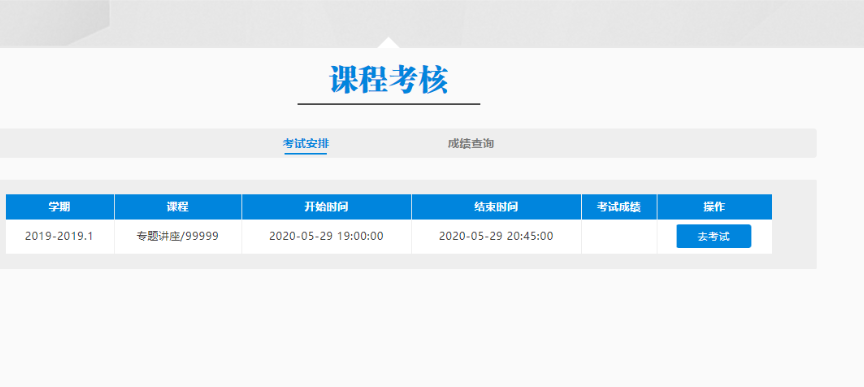 课程考核
考试安排 成绩查询
学期 课程 开始时间 结束时间 考试成绩 操作
2019-2019.1 专题讲座/99999 2020-05-29 19:00:00 2020-05-29 20:45:00 去考试